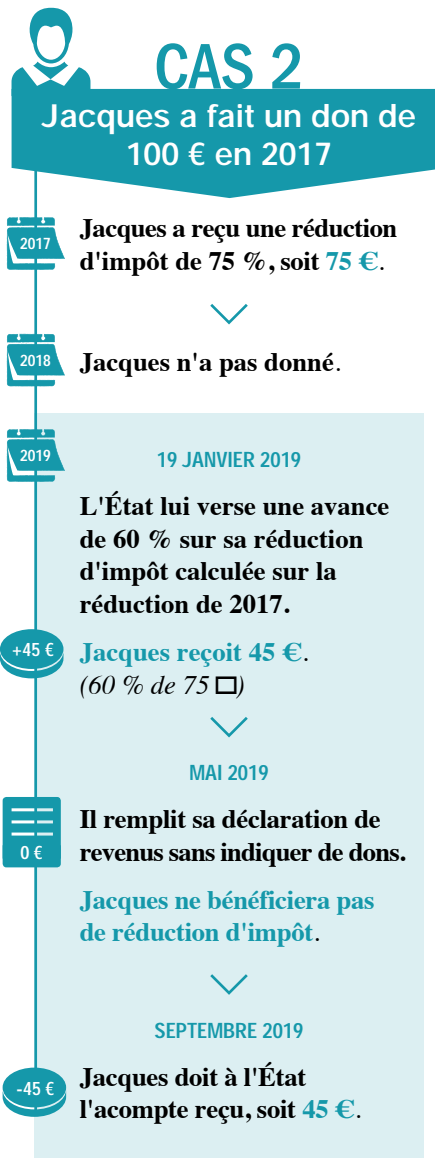 CAS 2
Jacques a fait un don de
100 € en 2017
2017
Jacques a reçu une réduction
d'impôt de 75 %, soit 75 €.
2018
Jacques n'a pas donné.
2019
19 JANVIER 2019
L'État lui verse une avance
de 60 % sur sa réduction
d'impôt calculée sur la
réduction de 2017.
+45 €
Jacques reçoit 45 €.
(60 % de 75 □)
MAI 2019
Il remplit sa déclaration de
revenus sans indiquer de dons.
0 €
Jacques ne bénéficiera pas
de réduction d'impôt.
SEPTEMBRE 2019
-45 €
Jacques doit à l'État
l'acompte reçu, soit 45 €.